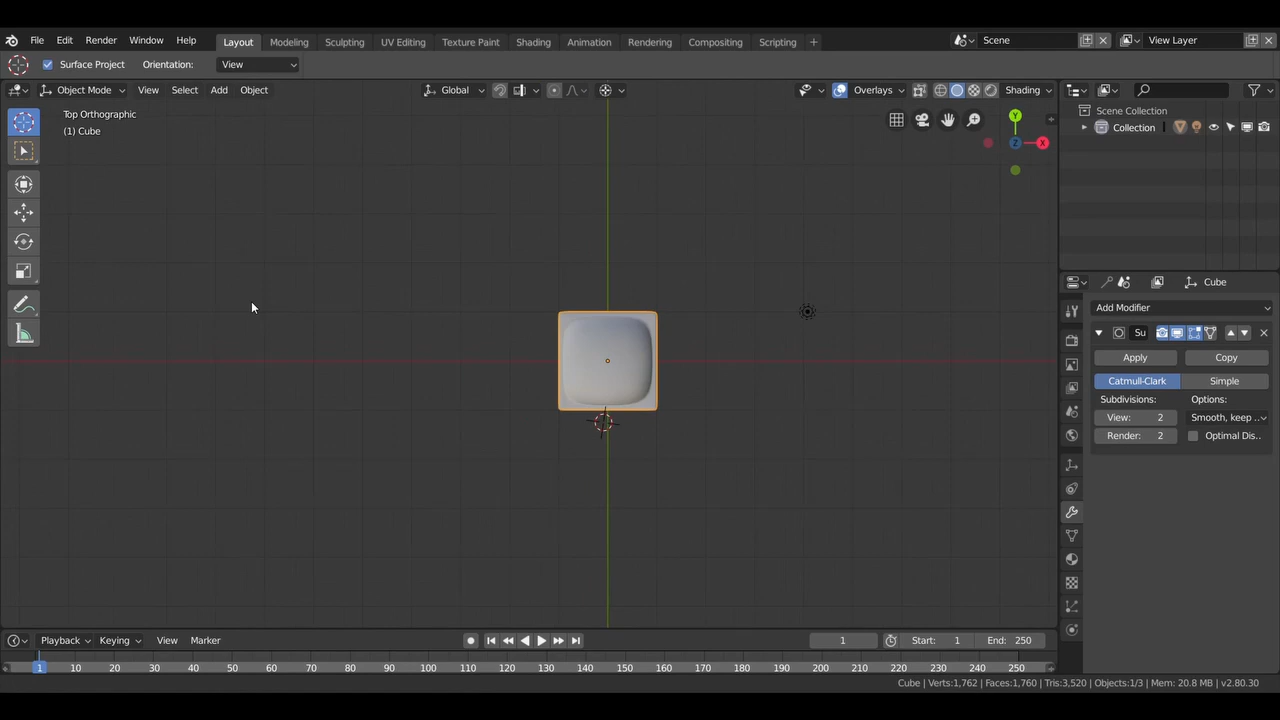 File Edit Render Window Help Layout Modeling Sculpting UV Editing Texture Paint Shading Animation Rendering Compositing Scripting + Scene View Layer
Surface Project Orientation: View
Object Mode View Select Add Object Global Overlays Shading
Top Orthographic
(1) Cube
Y
Z X
Scene Collection
Collection
Cube
Add Modifier
Su
Apply Copy
Catmull-Clark Simple
Subdivisions: Options:
View: 2 Smooth, keep ..
Render: 2 Optimal Dis..
Playback Keying View Marker 1 Start: 1 End: 250
1 10 20 30 40 50 60 70 80 90 100 110 120 130 140 150 160 170 180 190 200 210 220 230 240 250
Cube | Verts:1,762 | Faces:1,760 | Tris:3,520 | Objects:1/3 | Mem: 20.8 MB | v2.80.30